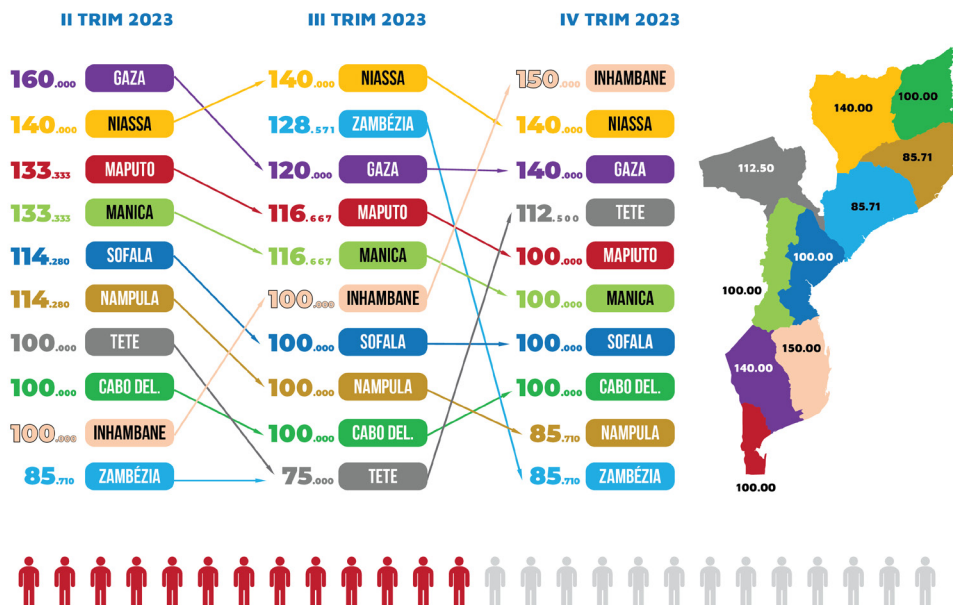 II TRIM 2023 III TRIM 2023 IV TRIM 2023
160.000 GAZA 140.000 NIASSA 150.000 INHAMBANE
140.000 NIASSA 128.571 ZAMBÉZIA 140.000 NIASSA
133.333 MAPUTO 120.000 GAZA 140.000 GAZA
133.333 MANICA 116.667 MAPUTO 112.500 TETE
114.280 SOFALA 116.667 MANICA 100.000 MAPIUTO
114.280 NAMPULA 100.000 INHAMBANE 100.000 MANICA
100.000 TETE 100.000 SOFALA 100.000 SOFALA
100.000 CABO DEL. 100.000 NAMPULA 100.000 CABO DEL.
100.000 INHAMBANE 100.000 CABO DEL. 85.710 NAMPULA
85.710 ZAMBÉZIA 75.000 TETE 85.710 ZAMBÉZIA
100.00
140.00
85.71
112.50
85.71
100.00
100.00
150.00
140.00
100.00